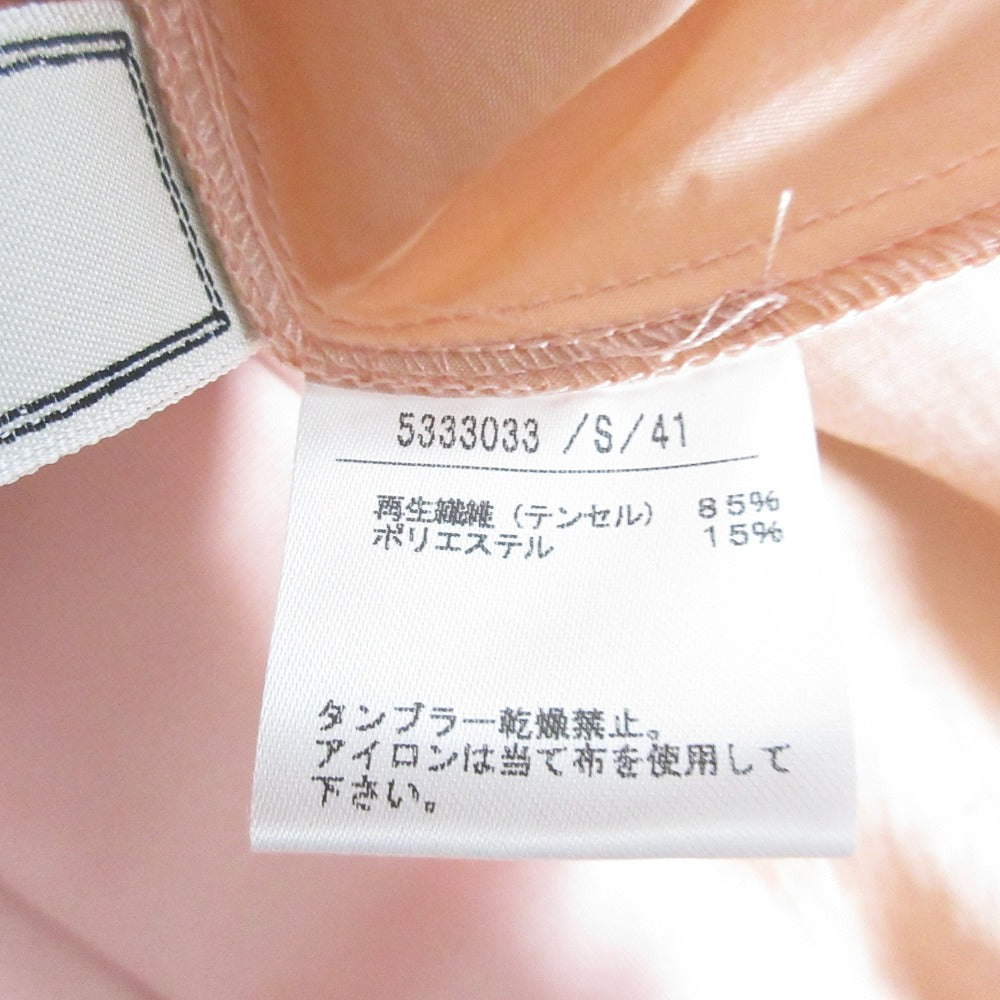 5333033 /S/41
再生繊維 (テンセル) 85%
ポリエステル 15%
タンブラー乾燥禁止。
アイロンは当て布を使用して
下さい。